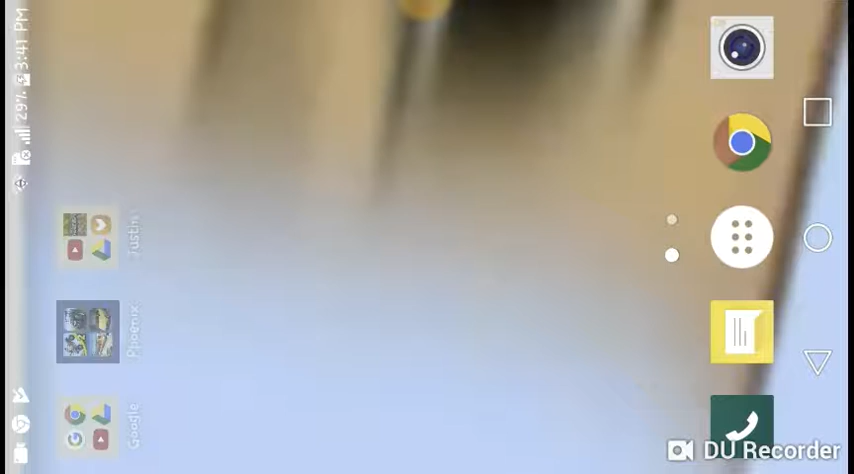 29% 3:41 PM
Google
Phoenix
Justin
DU Recorder